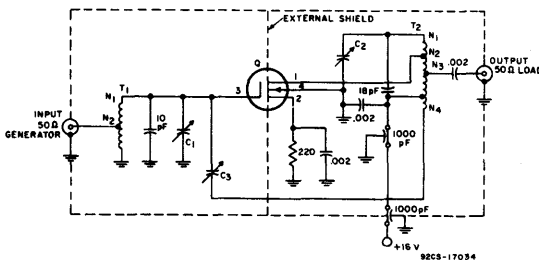 EXTERNAL SHIELD
T2
N1
N2
N3
N4
C2
.002
OUTPUT
50Ω LOAD
Q
1
4
3
2
18pF
.002
T1
N1
N2
INPUT
50Ω
GENERATOR
10
pF
C1
C3
220
.002
1000
pF
1000pF
+16 V
92CS-17034